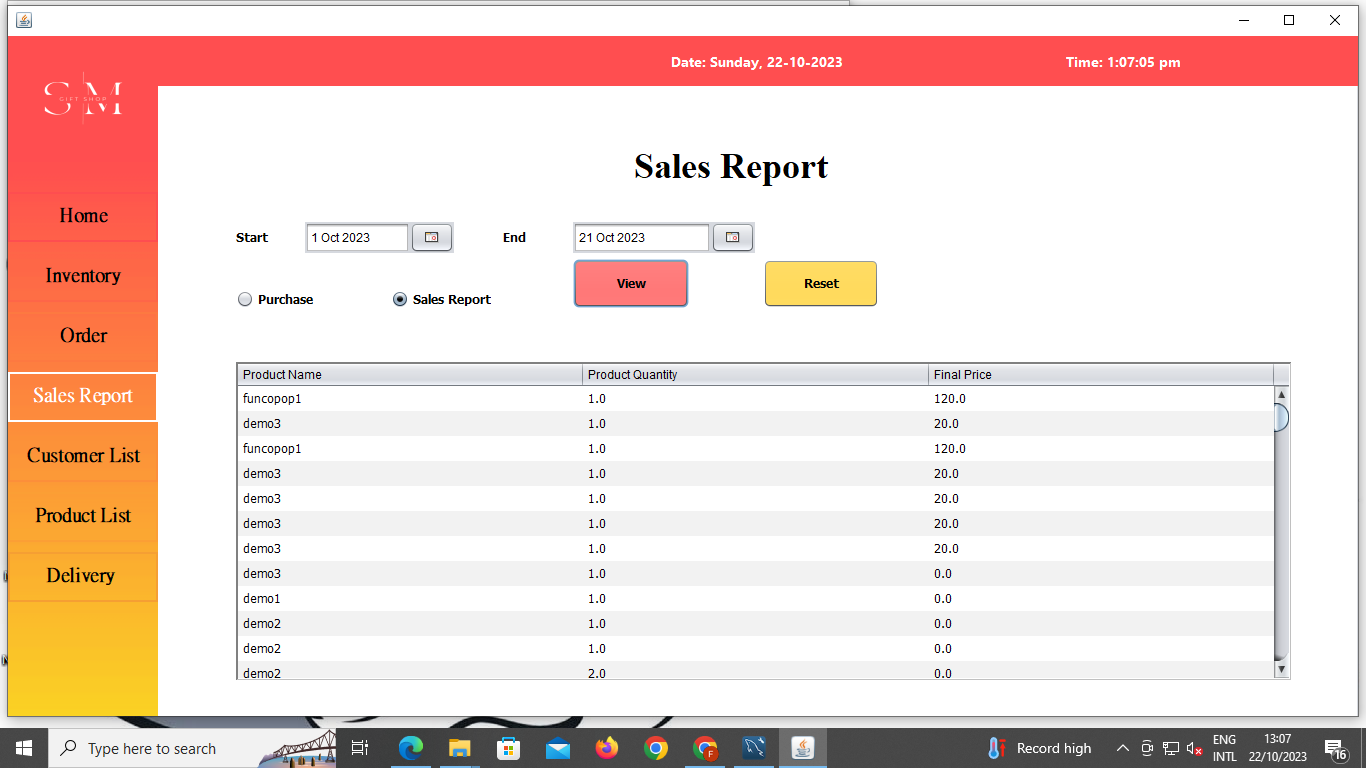 Date: Sunday, 22-10-2023 Time: 1:07:05 pm
SM
GIFT SHOP
Sales Report
Home
Inventory
Order
Sales Report
Customer List
Product List
Delivery
Start 1 Oct 2023 End 21 Oct 2023
Purchase Sales Report View Reset
Product Name Product Quantity Final Price
funcopop1 1.0 120.0
demo3 1.0 20.0
funcopop1 1.0 120.0
demo3 1.0 20.0
demo3 1.0 20.0
demo3 1.0 20.0
demo3 1.0 20.0
demo3 1.0 0.0
demo1 1.0 0.0
demo2 1.0 0.0
demo2 1.0 0.0
demo2 2.0 0.0
Type here to search
F
Record high
ENG
INTL
13:07
22/10/2023
16